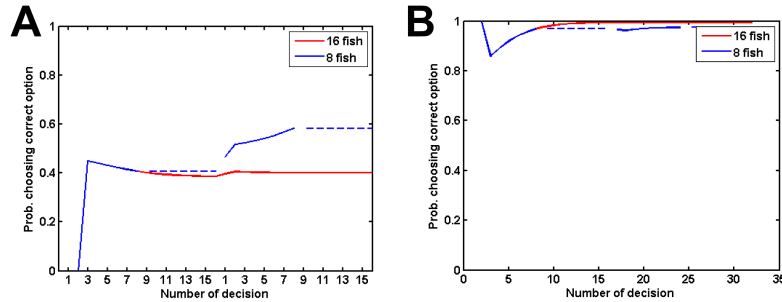 A
Prob. choosing correct option
1
0.8
0.6
0.4
0.2
0
16 fish
8 fish
1 3 5 7 9 11 13 15 1 3 5 7 9 11 13 15
Number of decision
B
Prob. choosing correct option
1
0.8
0.6
0.4
0.2
0
16 fish
8 fish
0 5 10 15 20 25 30 35
Number of decision